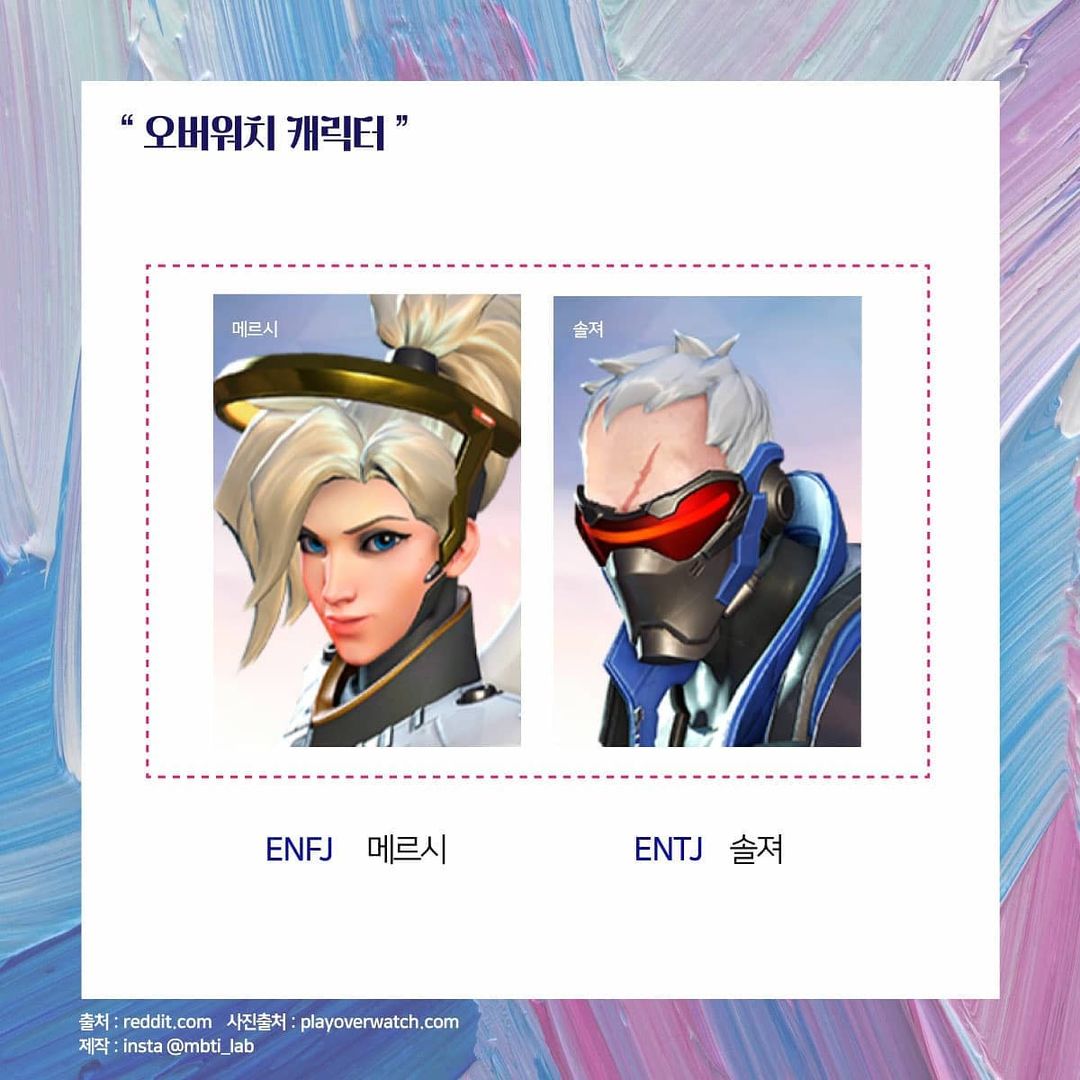 “ 오버워치 캐릭터 ”
메르시
솔져
ENFJ 메르시
ENTJ 솔져
출처 : reddit.com 사진출처 : playoverwatch.com
제작 : insta @mbti_lab